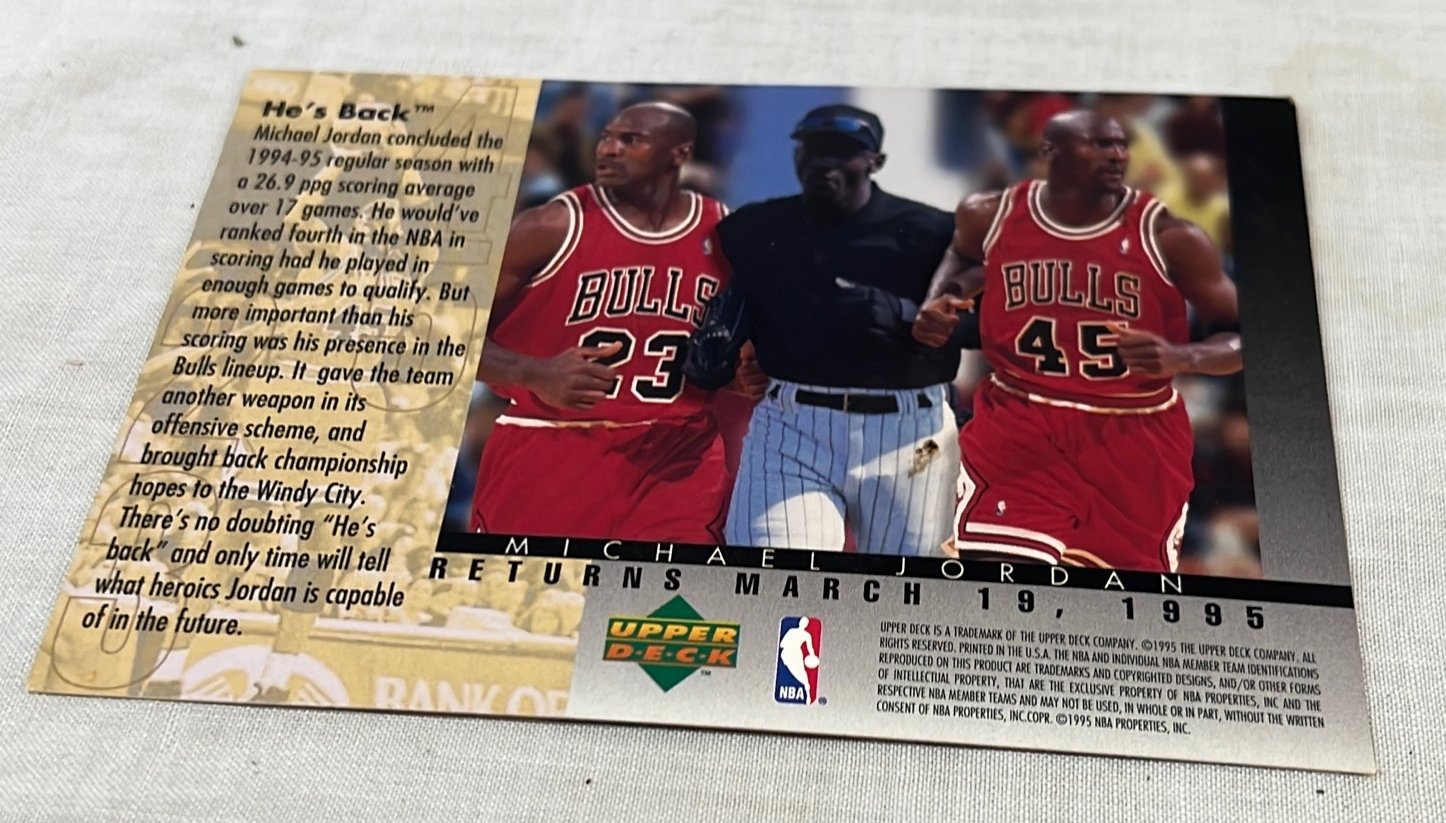 He's Back™
Michael Jordan concluded the
1994-95 regular season with
a 26.9 ppg scoring average
over 17 games. He would've
ranked fourth in the NBA in
scoring had he played in
enough games to qualify. But
more important than his
scoring was his presence in the
Bulls lineup. It gave the team
another weapon in its
offensive scheme, and
brought back championship
hopes to the Windy City.
There's no doubting "He's
back" and only time will tell
what heroics Jordan is capable
of in the future.
BANK OF
BULLS
23
BULLS
45
MICHAEL JORDAN
RETURNS MARCH 19, 1995
UPPER
D·E·C·K
™
NBA
®
UPPER DECK IS A TRADEMARK OF THE UPPER DECK COMPANY. ©1995 THE UPPER DECK COMPANY. ALL
RIGHTS RESERVED. PRINTED IN THE U.S.A. THE NBA AND INDIVIDUAL NBA MEMBER TEAM IDENTIFICATIONS
REPRODUCED ON THIS PRODUCT ARE TRADEMARKS AND COPYRIGHTED DESIGNS, AND/OR OTHER FORMS
OF INTELLECTUAL PROPERTY, THAT ARE THE EXCLUSIVE PROPERTY OF NBA PROPERTIES, INC AND THE
RESPECTIVE NBA MEMBER TEAMS AND MAY NOT BE USED, IN WHOLE OR IN PART, WITHOUT THE WRITTEN
CONSENT OF NBA PROPERTIES, INC.COPR. ©1995 NBA PROPERTIES, INC.